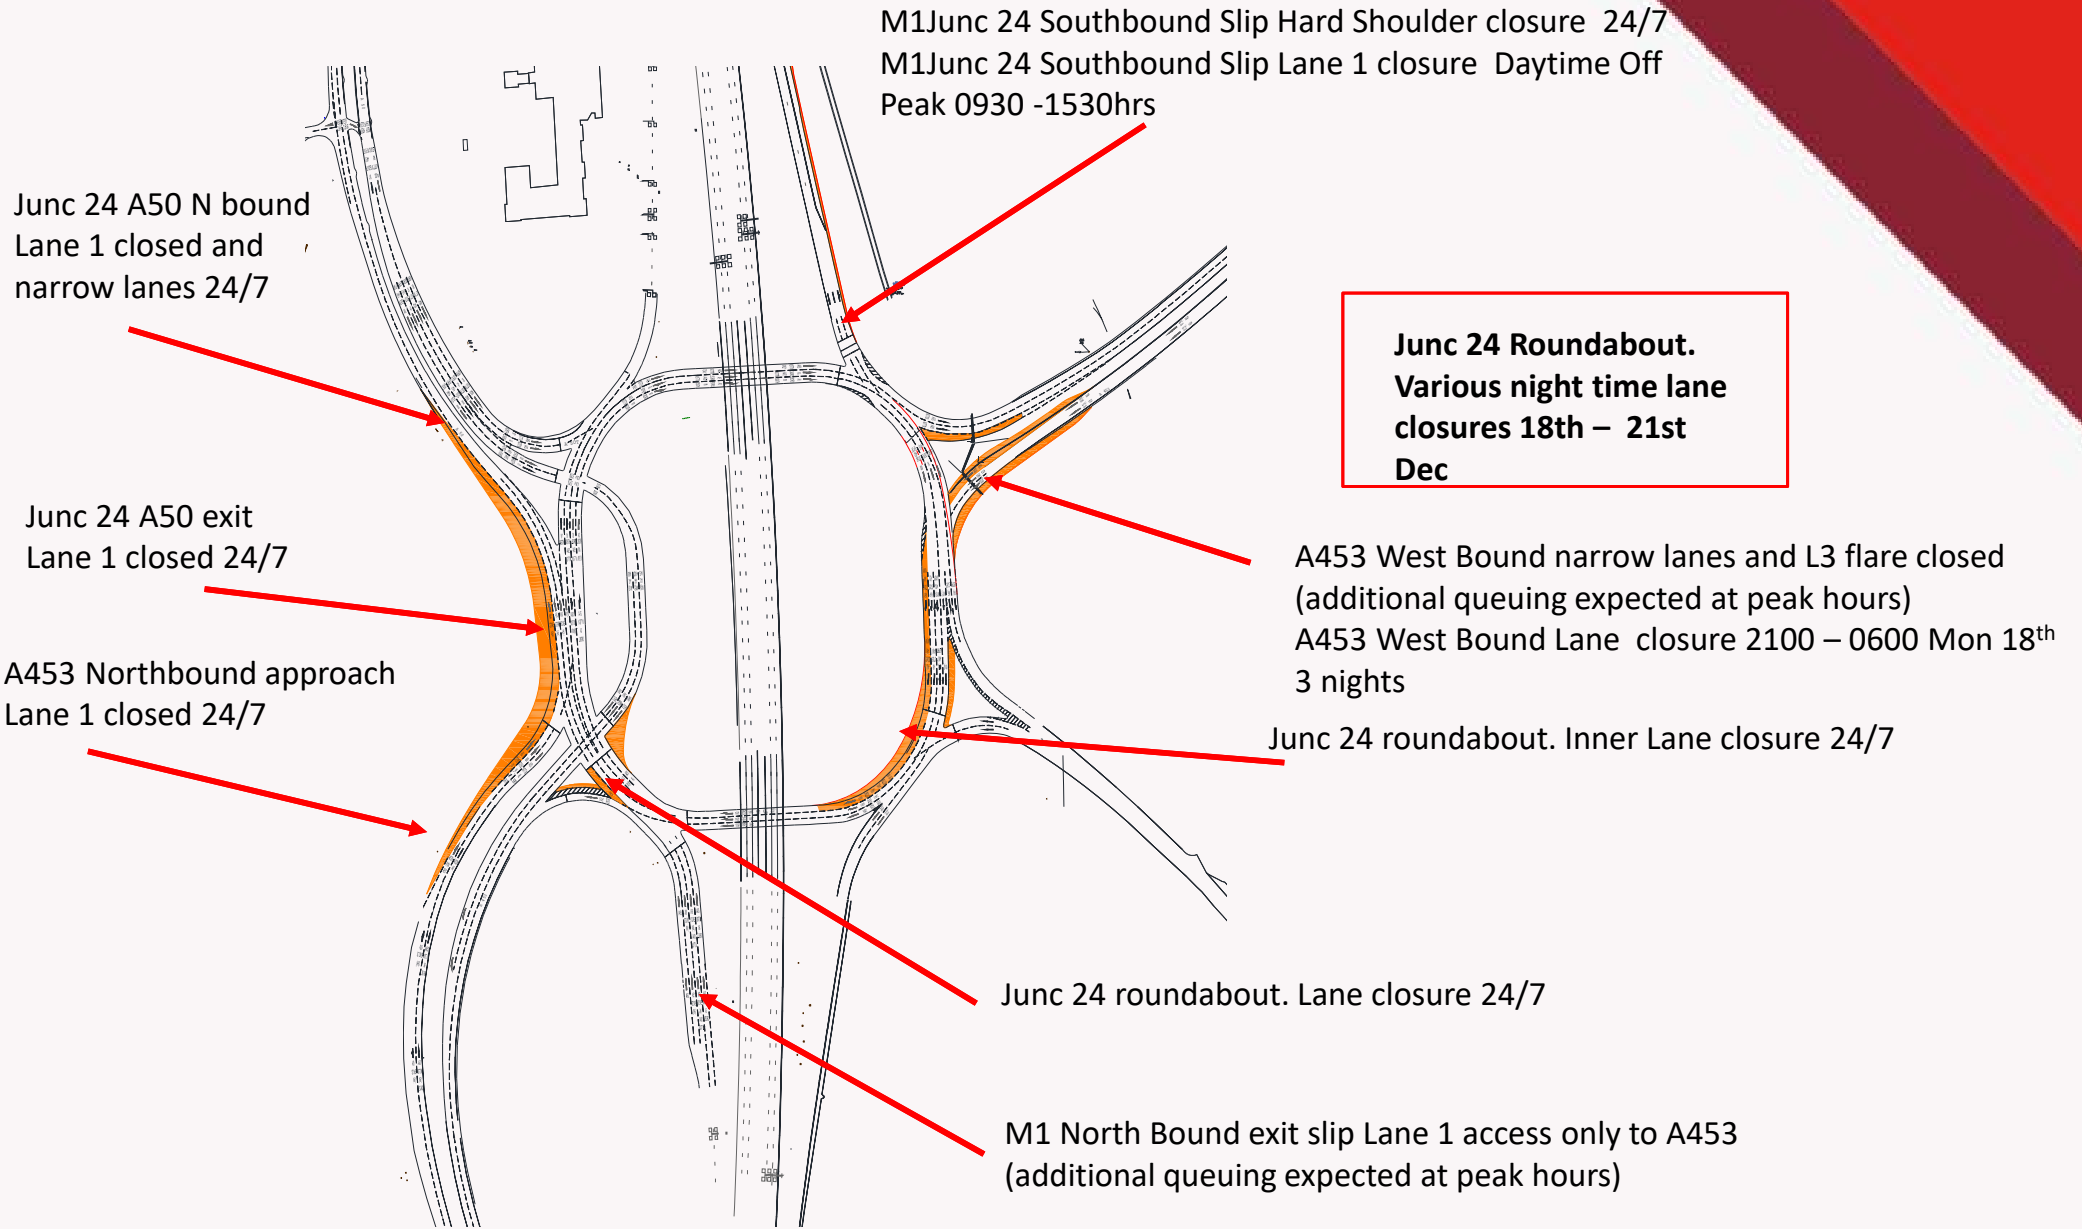 M1Junc 24 Southbound Slip Hard Shoulder closure  24/7
M1Junc 24 Southbound Slip Lane 1 closure  Daytime Off
Peak 0930 -1530hrs
Junc 24 A50 N bound
Lane 1 closed and
narrow lanes 24/7
Junc 24 Roundabout.
Various night time lane
closures 18th –  21st
Dec
Junc 24 A50 exit
Lane 1 closed 24/7
A453 West Bound narrow lanes and L3 flare closed
(additional queuing expected at peak hours)
A453 West Bound Lane  closure 2100 – 0600 Mon 18th
3 nights
A453 Northbound approach
Lane 1 closed 24/7
Junc 24 roundabout. Inner Lane closure 24/7
Junc 24 roundabout. Lane closure 24/7
M1 North Bound exit slip Lane 1 access only to A453
(additional queuing expected at peak hours)